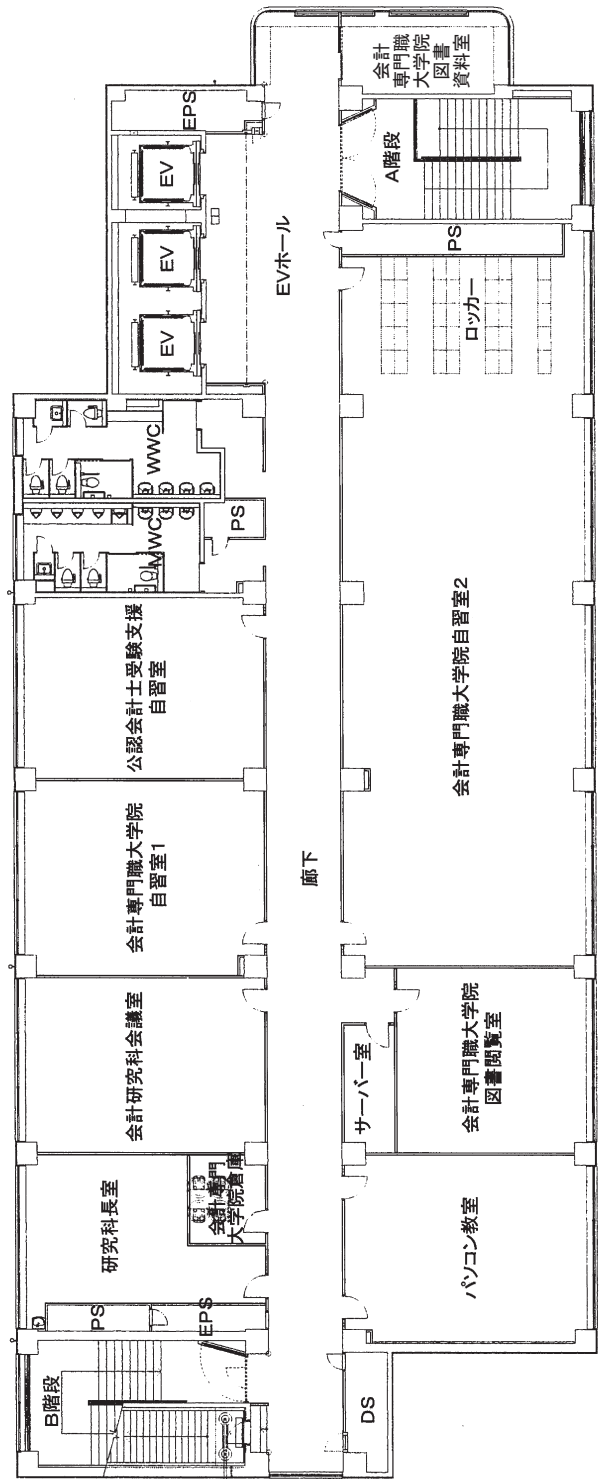 B階段
PS
EPS
研究科長室
会計専門
大学院倉庫
会計研究科会議室
会計専門職大学院
自習室1
公認会計士受験支援
自習室
MWC
WWC
PS
EV
EV
EV
EPS
廊下
EVホール
DS
パソコン教室
サーバー室
会計専門職大学院
図書閲覧室
会計専門職大学院自習室2
ロッカー
PS
A階段
会計
専門職
大学院
図書
資料室